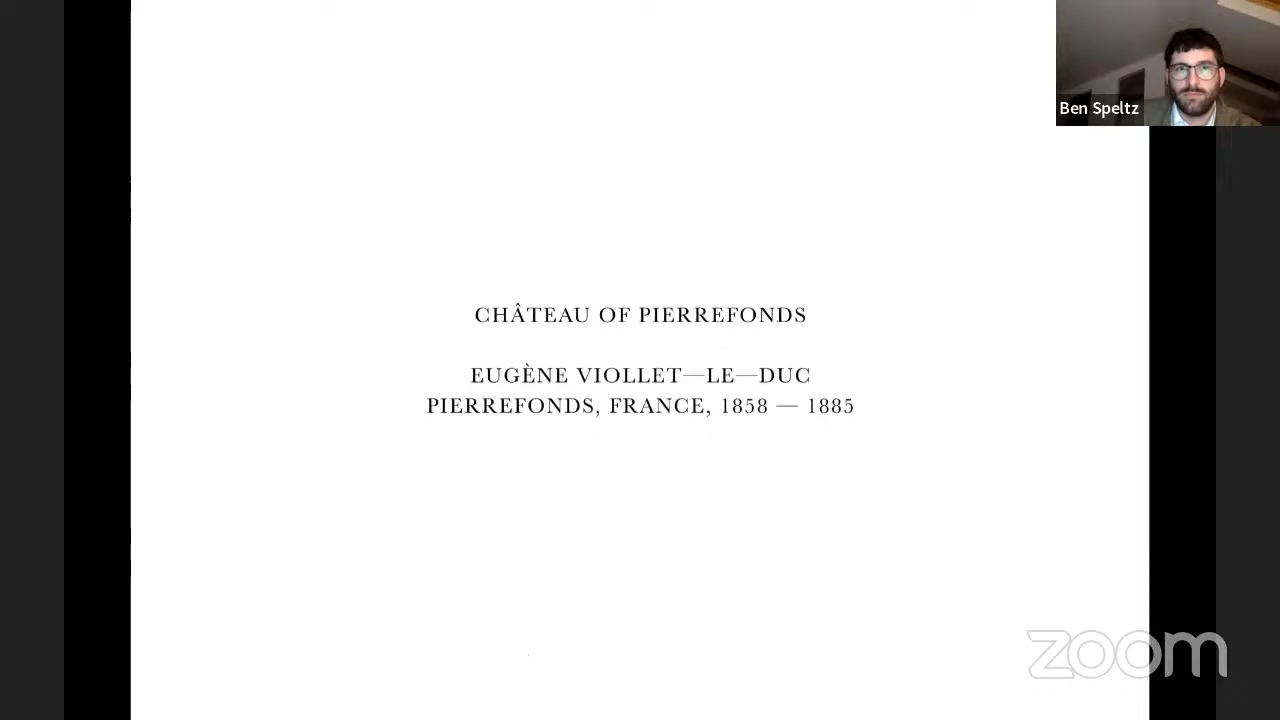 Ben Speltz
CHÂTEAU OF PIERREFONDS
EUGÈNE VIOLLET—LE—DUC
PIERREFONDS, FRANCE, 1858 — 1885
zoom